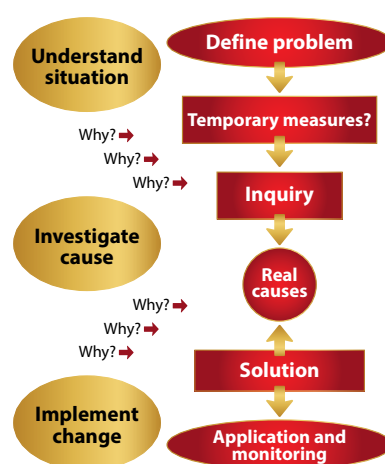 Understand
situation
Define problem
Temporary measures?
Why?
Why?
Why?
Inquiry
Investigate
cause
Real
causes
Why?
Why?
Why?
Solution
Implement
change
Application and
monitoring